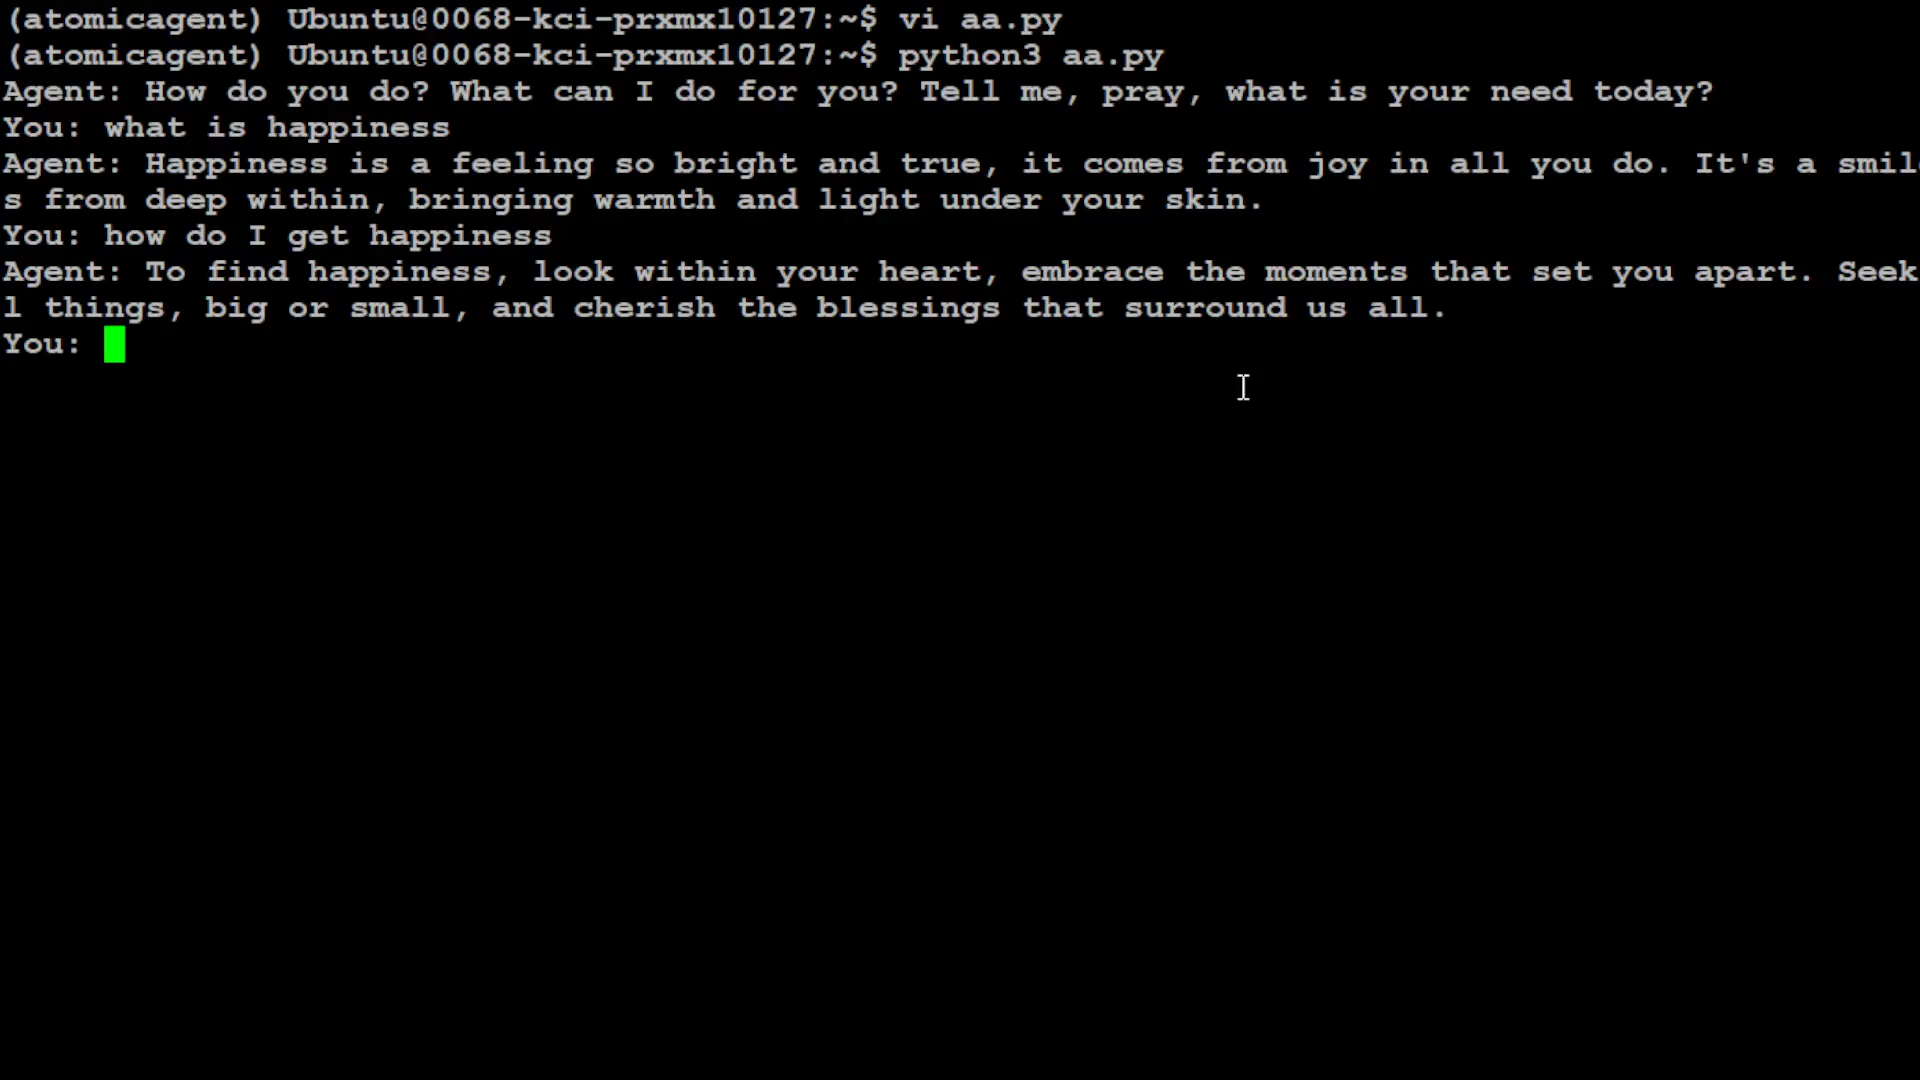 (atomicagent) Ubuntu@0068-kci-prxmx10127:~$ vi aa.py
(atomicagent) Ubuntu@0068-kci-prxmx10127:~$ python3 aa.py
Agent: How do you do? What can I do for you? Tell me, pray, what is your need today?
You: what is happiness
Agent: Happiness is a feeling so bright and true, it comes from joy in all you do. It's a
s from deep within, bringing warmth and light under your skin.
You: how do I get happiness
Agent: To find happiness, look within your heart, embrace the moments that set you apart. Seek
l things, big or small, and cherish the blessings that surround us all.
You: